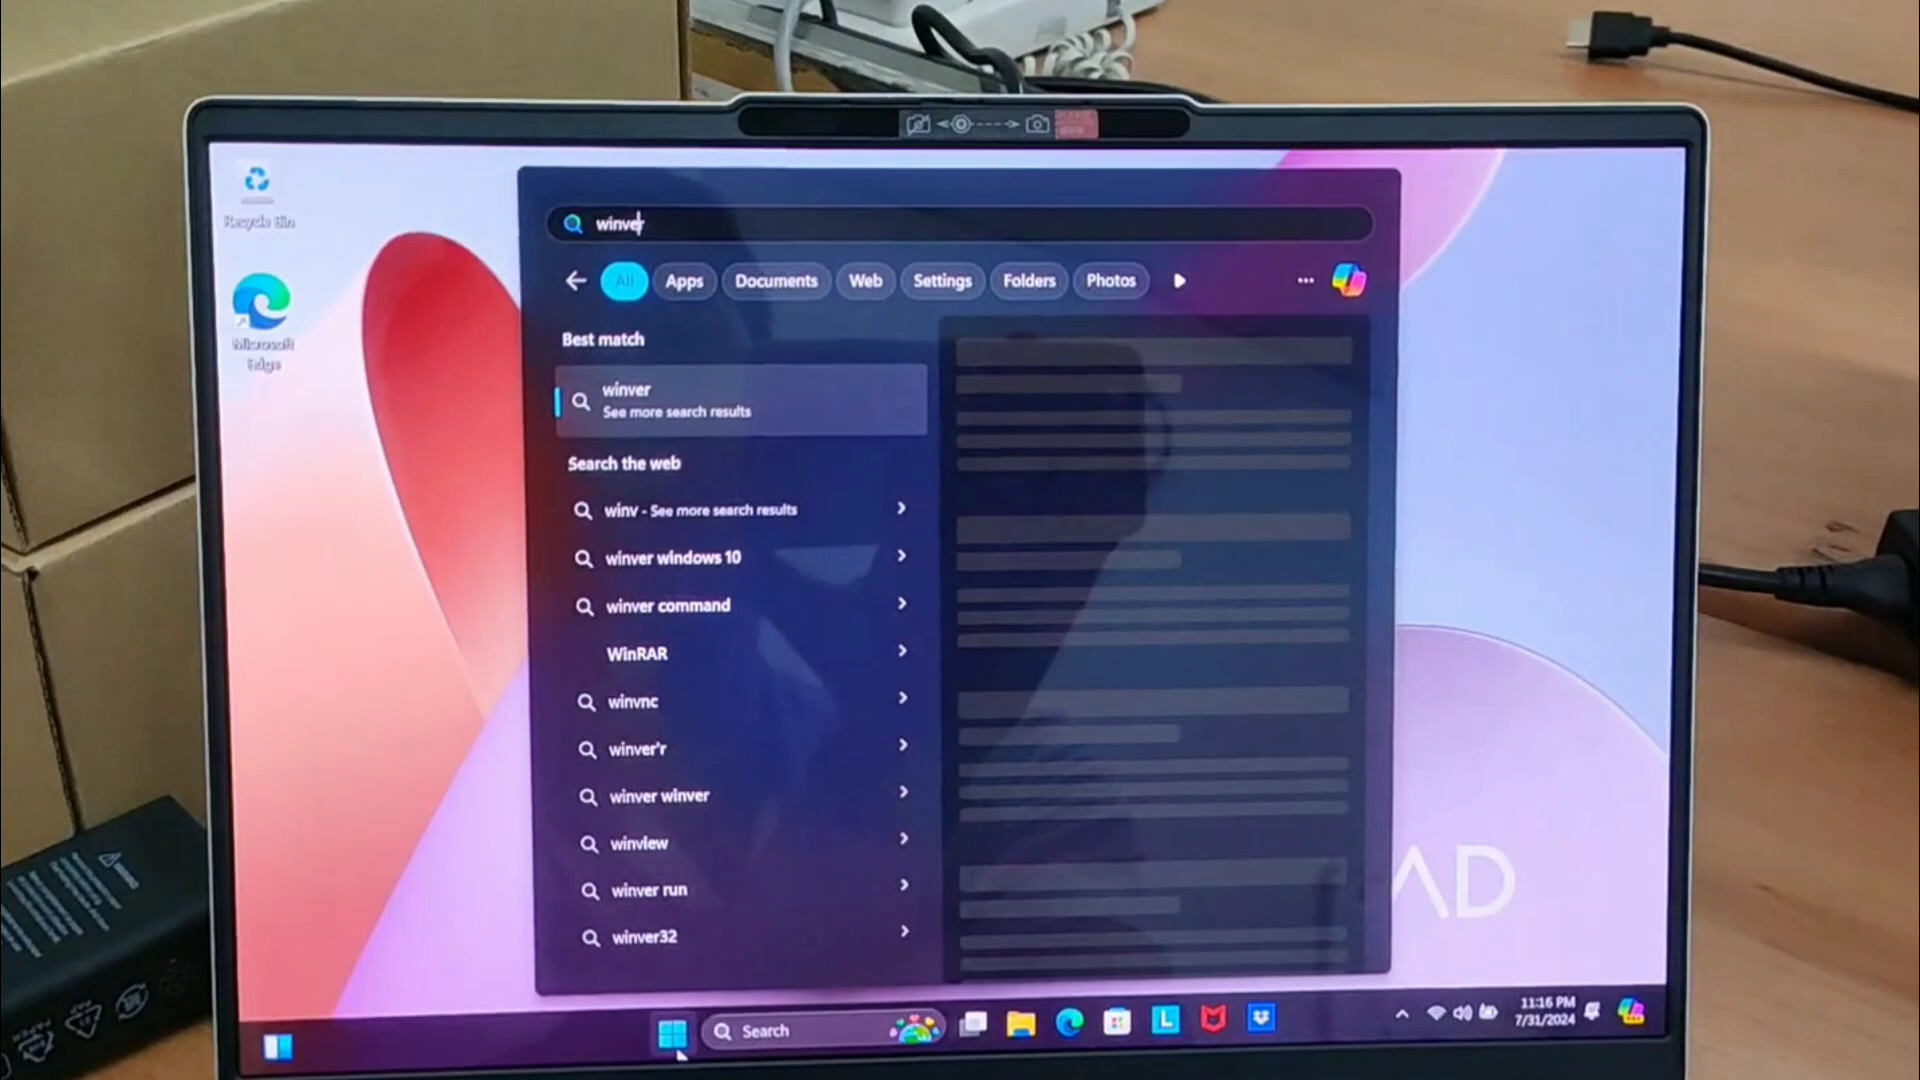 Recycle Bin
Microsoft
Edge
winver
All
Apps
Documents
Web
Settings
Folders
Photos
Best match
winver
See more search results
Search the web
winv - See more search results
winver windows 10
winver command
WinRAR
winvnc
winver'r
winver winver
winview
winver run
winver32
AD
Search
11:16 PM
7/31/2024